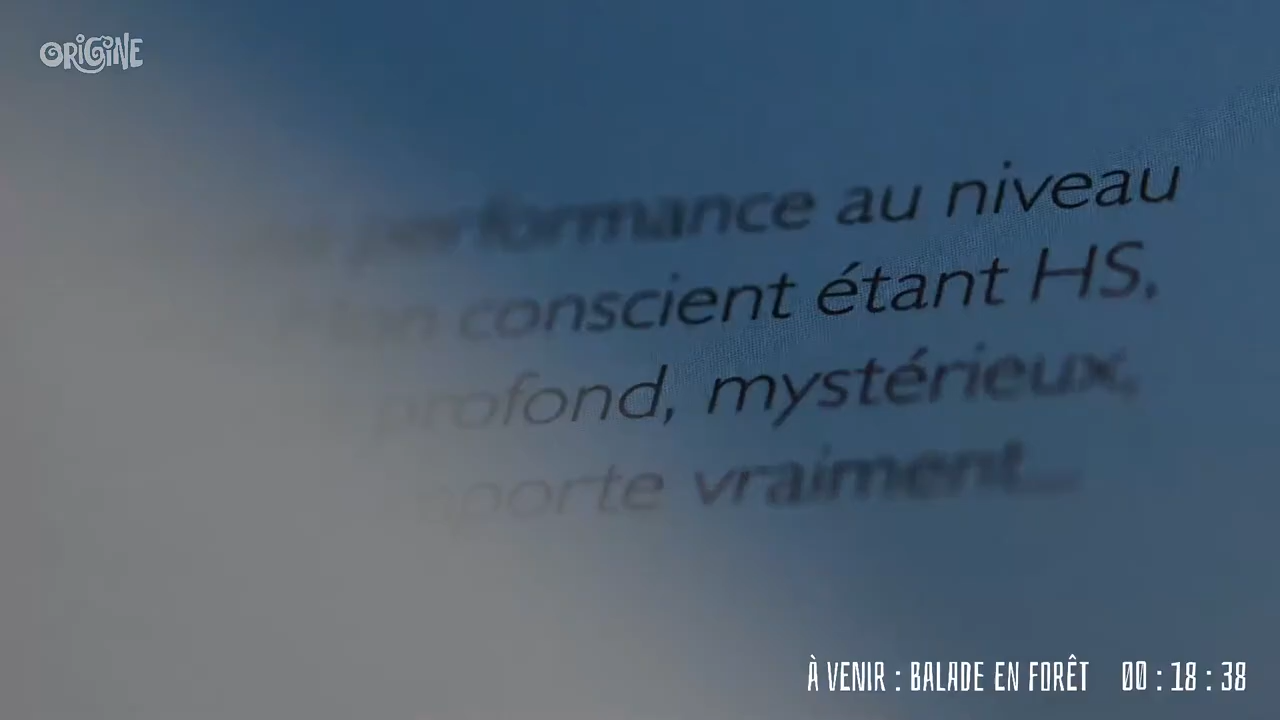 ORIGINE
performance au niveau
conscient étant HS,
profond, mystérieux,
vraiment...
À VENIR : BALADE EN FORÊT 00 : 18 : 38